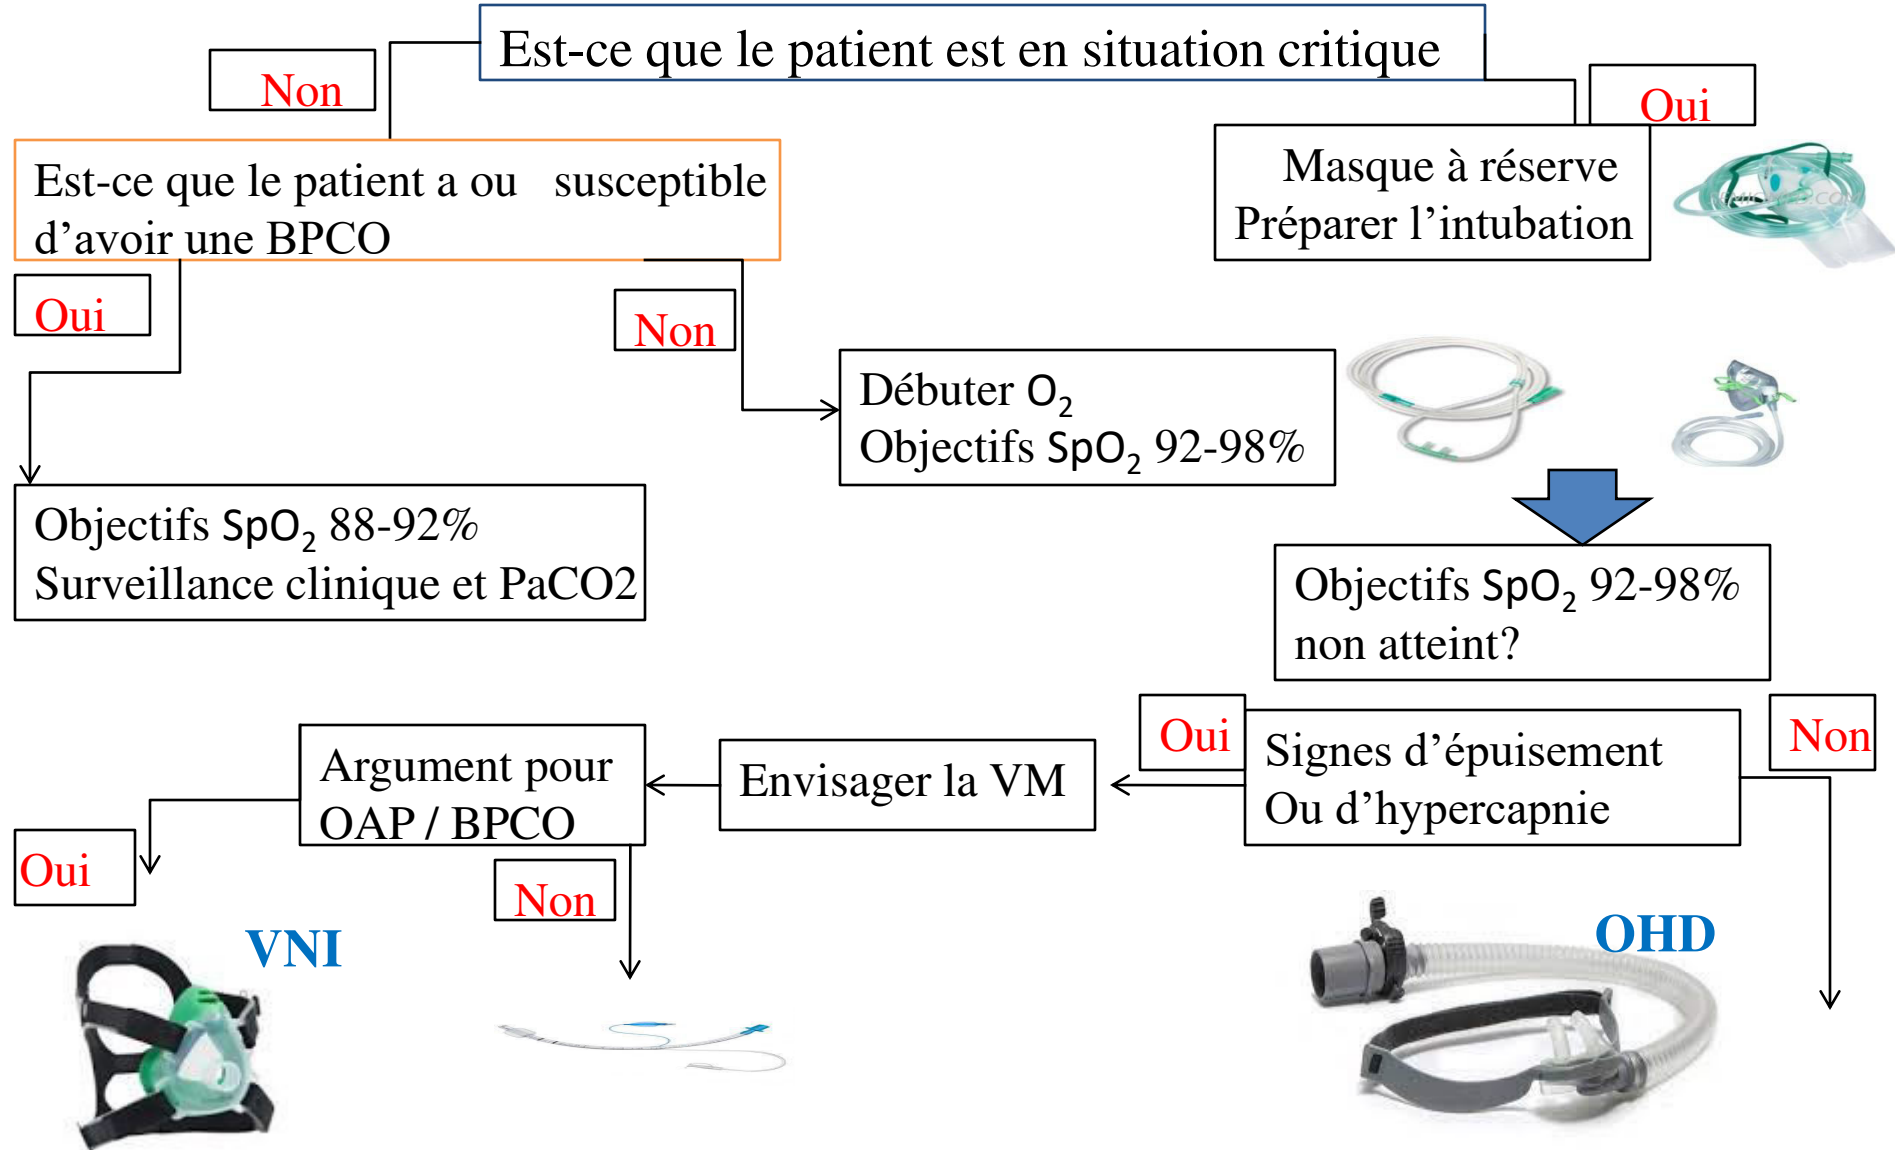 Est-ce que le patient est en situation critique
Non
Oui
Est-ce que le patient a ou susceptible
d’avoir une BPCO
Masque à réserve
Préparer l’intubation
Oui
Non
Débuter O2
Objectifs SpO2 92-98%
Objectifs SpO2 88-92%
Surveillance clinique et PaCO2
Objectifs SpO2 92-98%
non atteint?
Oui
Signes d’épuisement
Ou d’hypercapnie
Non
Envisager la VM
Argument pour
OAP / BPCO
Oui
Non
VNI
OHD